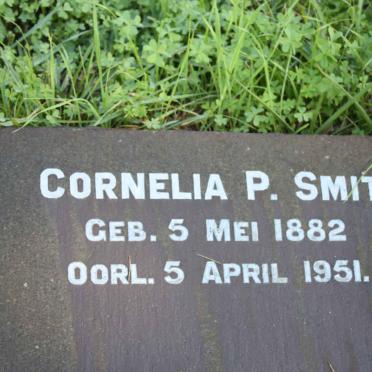 CORNELIA P. SMIT
GEB. 5 MEI 1882
OORL. 5 APRIL 1951.